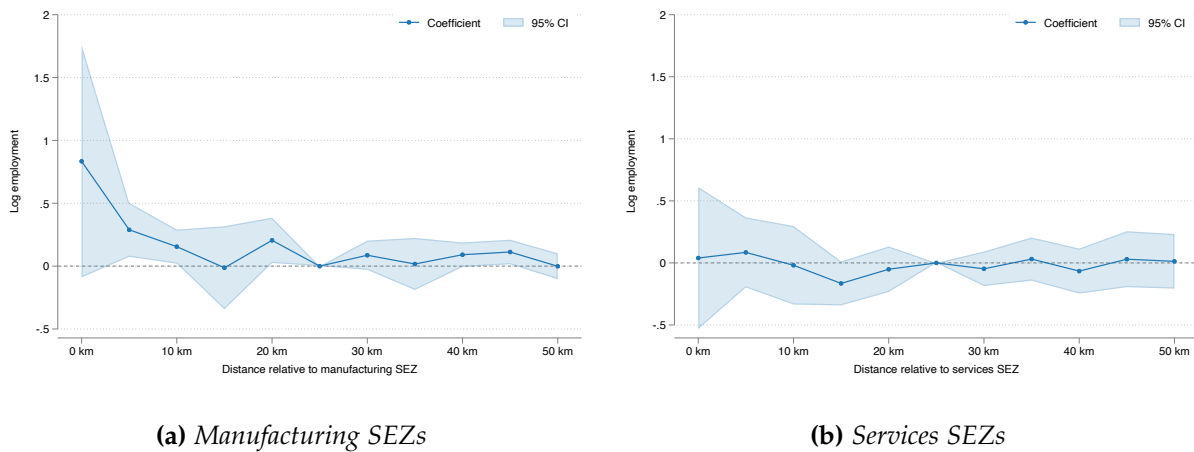 2
1.5
1
.5
0
-.5
Log employment
Coefficient 95% CI
0 km 10 km 20 km 30 km 40 km 50 km
Distance relative to manufacturing SEZ
(a) Manufacturing SEZs
2
1.5
1
.5
0
-.5
Log employment
Coefficient 95% CI
0 km 10 km 20 km 30 km 40 km 50 km
Distance relative to services SEZ
(b) Services SEZs